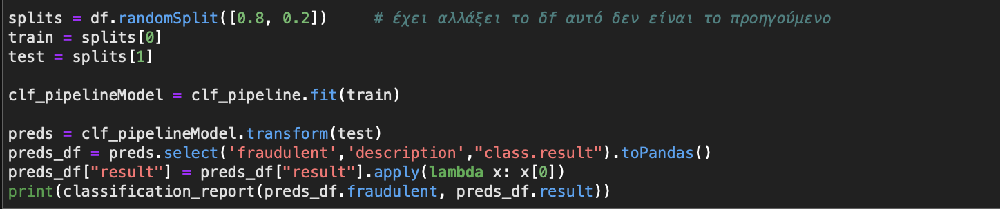 splits = df.randomSplit([0.8, 0.2])     # έχει αλλάξει το δf αυτό δεν είναι το προηγούμενο
train = splits[0]
test = splits[1]
clf_pipelineModel = clf_pipeline.fit(train)
preds = clf_pipelineModel.transform(test)
preds_df = preds.select('fraudulent','description',"class.result").toPandas()
preds_df["result"] = preds_df["result"].apply(lambda x: x[0])
print(classification_report(preds_df.fraudulent, preds_df.result))